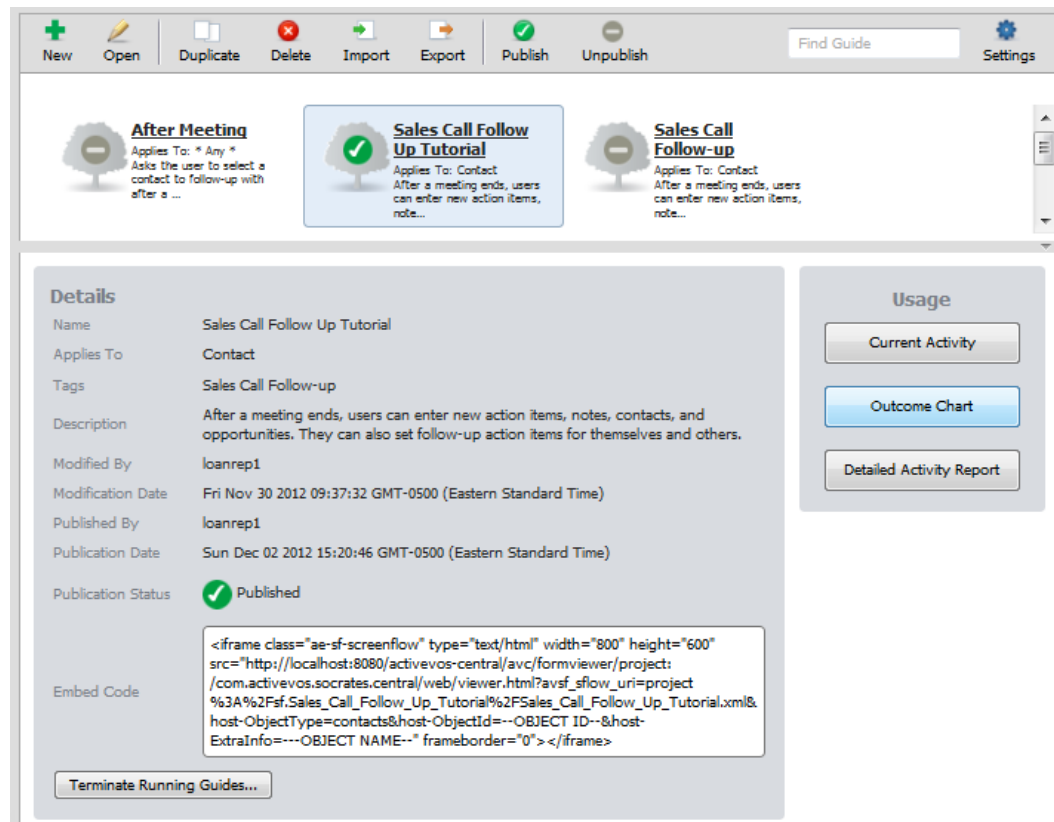 New Open Duplicate Delete Import Export Publish Unpublish Find Guide Settings
After Meeting
Applies To: * Any *
Asks the user to select a
contact to follow-up with
after a ...
Sales Call Follow
Up Tutorial
Applies To: Contact
After a meeting ends, users
can enter new action items,
note...
Sales Call
Follow-up
Applies To: Contact
After a meeting ends, users
can enter new action items,
note...
Details
Name Sales Call Follow Up Tutorial
Applies To Contact
Tags Sales Call Follow-up
Description After a meeting ends, users can enter new action items, notes, contacts, and
opportunities. They can also set follow-up action items for themselves and others.
Modified By loanrep1
Modification Date Fri Nov 30 2012 09:37:32 GMT-0500 (Eastern Standard Time)
Published By loanrep1
Publication Date Sun Dec 02 2012 15:20:46 GMT-0500 (Eastern Standard Time)
Publication Status Published
Embed Code
<iframe class="ae-sf-screenflow" type="text/html" width="800" height="600"
src="http://localhost:8080/activevos-central/avc/formviewer/project:
/com.activevos.socrates.central/web/viewer.html?avsf_sflow_uri=project
%3A%2Fsf.Sales_Call_Follow_Up_Tutorial%2FSales_Call_Follow_Up_Tutorial.xml&
host-ObjectType=contacts&host-ObjectId=--OBJECT ID--&host-
ExtraInfo=---OBJECT NAME--" frameborder="0"></iframe>
Terminate Running Guides...
Usage
Current Activity
Outcome Chart
Detailed Activity Report